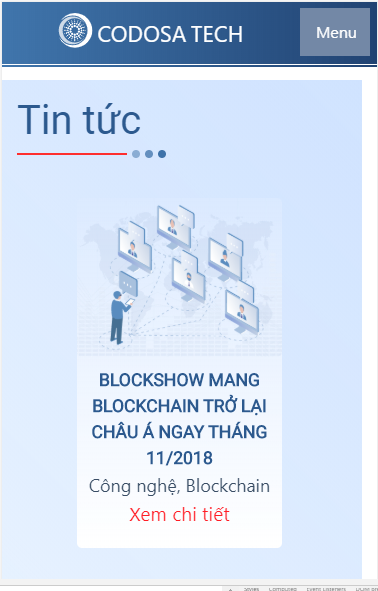 CODOSA TECH
Menu
Tin tức
BLOCKSHOW MANG
BLOCKCHAIN TRỞ LẠI
CHÂU Á NGAY THÁNG
11/2018
Công nghệ, Blockchain
Xem chi tiết